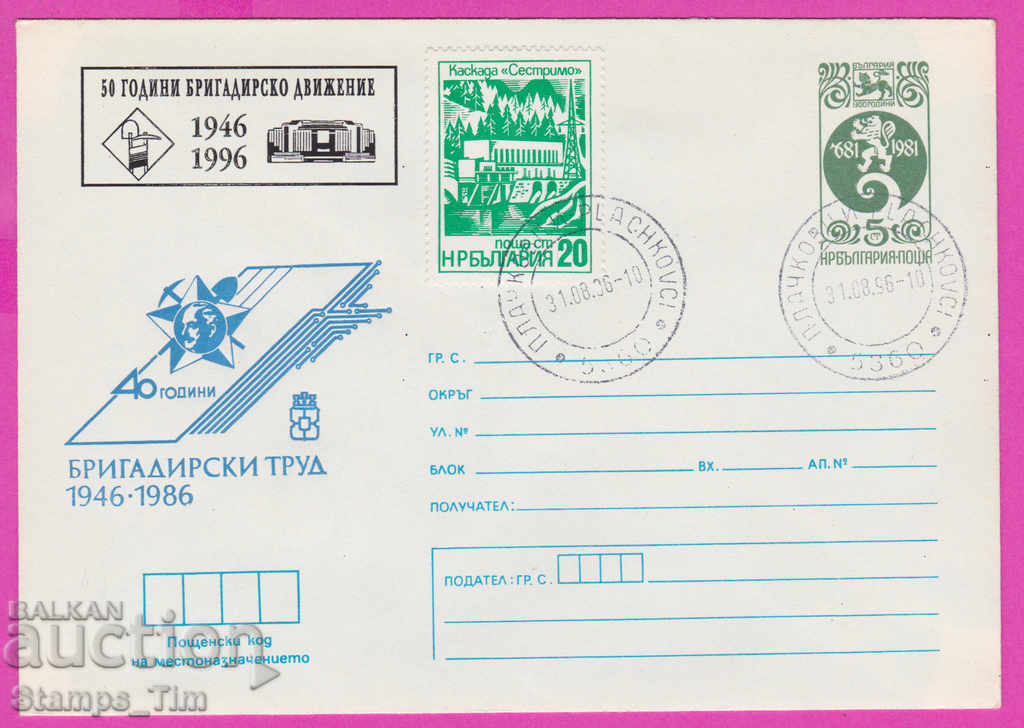 50 ГОДИНИ БРИГАДИРСКО ДВИЖЕНИЕ
1946
1996
Каскада «Сестримо»
поща·ст
НРБЪЛГАРИЯ 20
БЪЛГАРИЯ
1300 ГОДИНИ
681 1981
5 СТ
НРБЪЛГАРИЯ·ПОЩА
PLACHKOVCI
31.08.96-10
5360
31.08.96-10
5360
40 ГОДИНИ
БРИГАДИРСКИ ТРУД
1946·1986
ГР. С.
ОКРЪГ
УЛ. №
БЛОК ВХ. АП. №
ПОЛУЧАТЕЛ:
ПОДАТЕЛ: ГР. С.
Пощенски код
на местоназначението
BALKAN
auction
Stamps_Tim